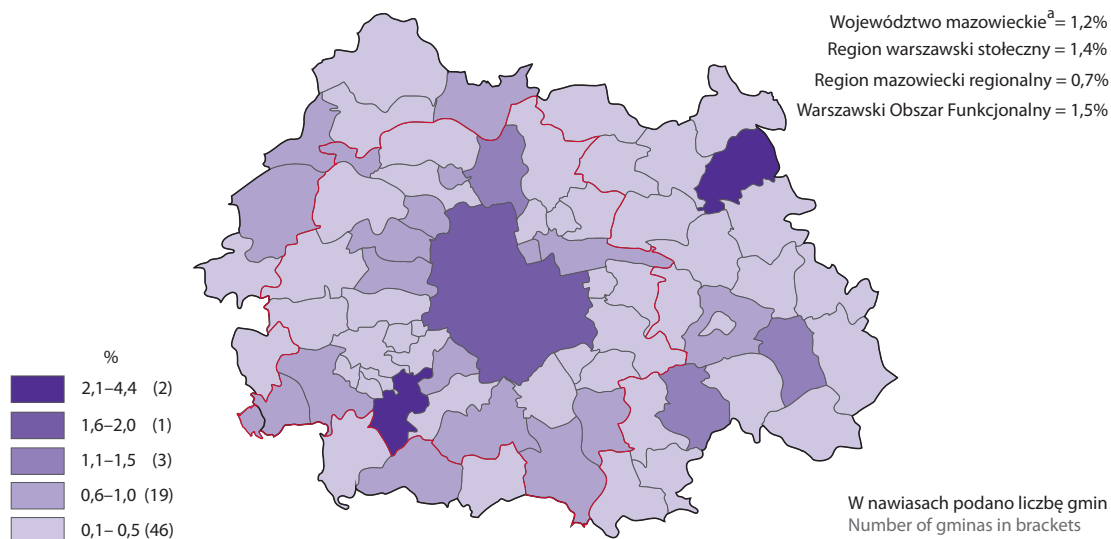 Województwo mazowieckieᵃ = 1,2%
Region warszawski stołeczny = 1,4%
Region mazowiecki regionalny = 0,7%
Warszawski Obszar Funkcjonalny = 1,5%
%
2,1–4,4 (2)
1,6–2,0 (1)
1,1–1,5 (3)
0,6–1,0 (19)
0,1– 0,5 (46)
W nawiasach podano liczbę gmin
Number of gminas in brackets